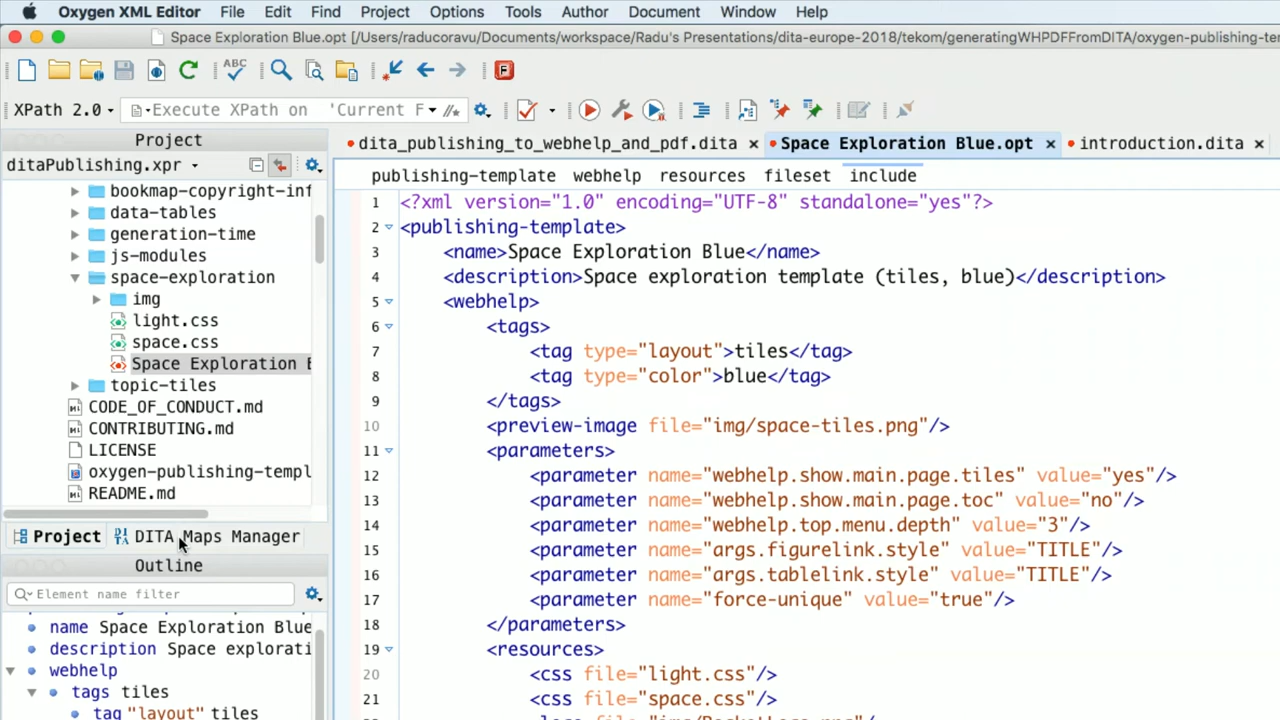 Oxygen XML Editor File Edit Find Project Options Tools Author Document Window Help
Space Exploration Blue.opt [/Users/raducoravu/Documents/workspace/Radu's Presentations/dita-europe-2018/tekom/generatingWHPDFFromDITA/oxygen-publishing-te
ABC
XPath 2.0 Execute XPath on 'Current F
Project
ditaPublishing.xpr
bookmap-copyright-inf
data-tables
generation-time
js-modules
space-exploration
img
light.css
space.css
Space Exploration B
topic-tiles
CODE_OF_CONDUCT.md
CONTRIBUTING.md
LICENSE
oxygen-publishing-templ
README.md
Project DITA Maps Manager
Outline
Element name filter
name Space Exploration Blue
description Space explorati
webhelp
tags tiles
tag "layout" tiles
dita_publishing_to_webhelp_and_pdf.dita Space Exploration Blue.opt introduction.dita
publishing-template webhelp resources fileset include
1 <?xml version="1.0" encoding="UTF-8" standalone="yes"?>
2 <publishing-template>
3 <name>Space Exploration Blue</name>
4 <description>Space exploration template (tiles, blue)</description>
5 <webhelp>
6 <tags>
7 <tag type="layout">tiles</tag>
8 <tag type="color">blue</tag>
9 </tags>
10 <preview-image file="img/space-tiles.png"/>
11 <parameters>
12 <parameter name="webhelp.show.main.page.tiles" value="yes"/>
13 <parameter name="webhelp.show.main.page.toc" value="no"/>
14 <parameter name="webhelp.top.menu.depth" value="3"/>
15 <parameter name="args.figurelink.style" value="TITLE"/>
16 <parameter name="args.tablelink.style" value="TITLE"/>
17 <parameter name="force-unique" value="true"/>
18 </parameters>
19 <resources>
20 <css file="light.css"/>
21 <css file="space.css"/>